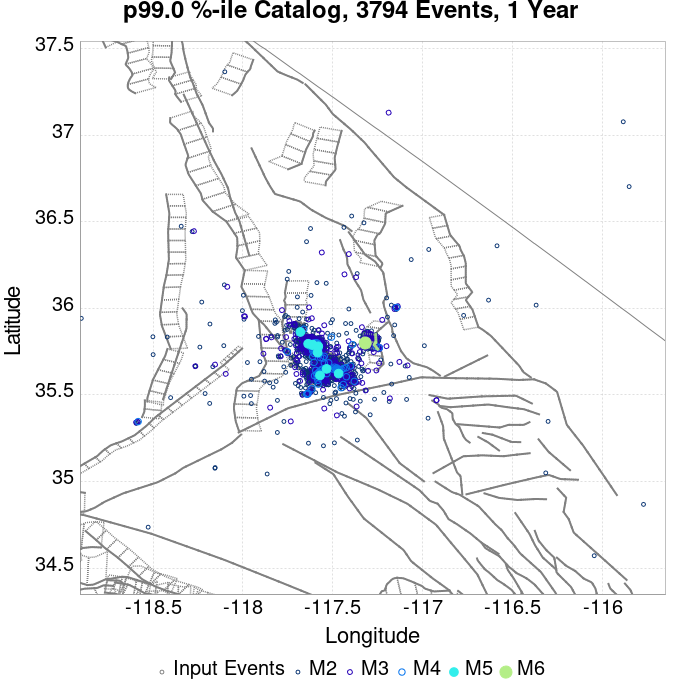 p99.0 %-ile Catalog, 3794 Events, 1 Year
37.5
37
36.5
36
35.5
35
34.5
Latitude
-118.5 -118 -117.5 -117 -116.5 -116
Longitude
Input Events M2 M3 M4 M5 M6